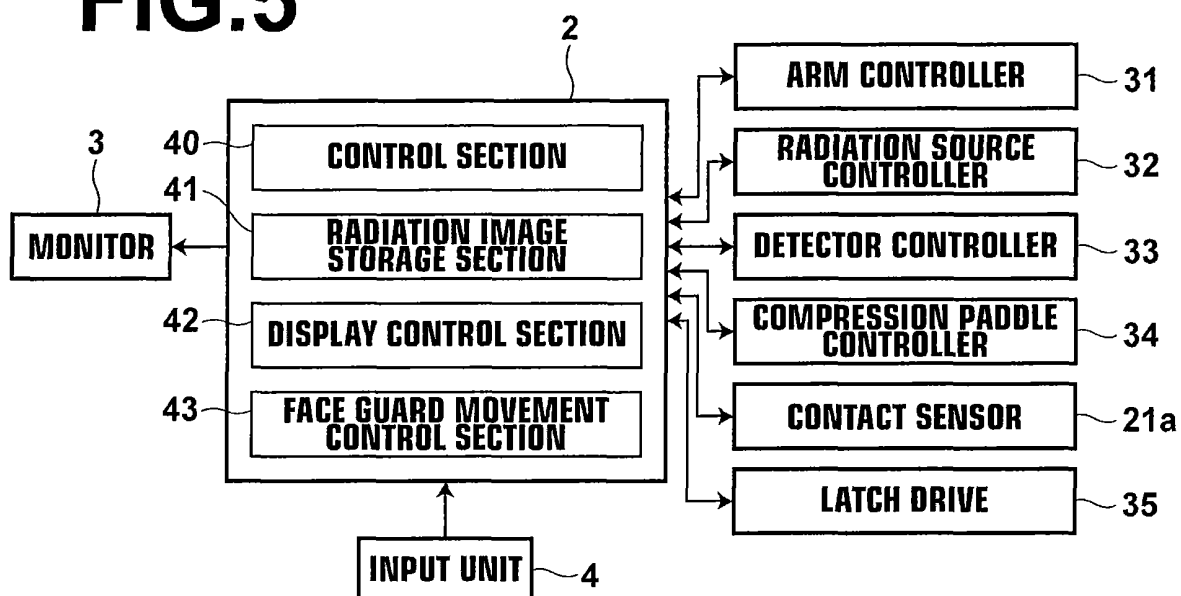 FIG.5
2
3
MONITOR
40
CONTROL SECTION
41
RADIATION IMAGE
STORAGE SECTION
42
DISPLAY CONTROL SECTION
43
FACE GUARD MOVEMENT
CONTROL SECTION
INPUT UNIT
4
ARM CONTROLLER
31
RADIATION SOURCE
CONTROLLER
32
DETECTOR CONTROLLER
33
COMPRESSION PADDLE
CONTROLLER
34
CONTACT SENSOR
21a
LATCH DRIVE
35